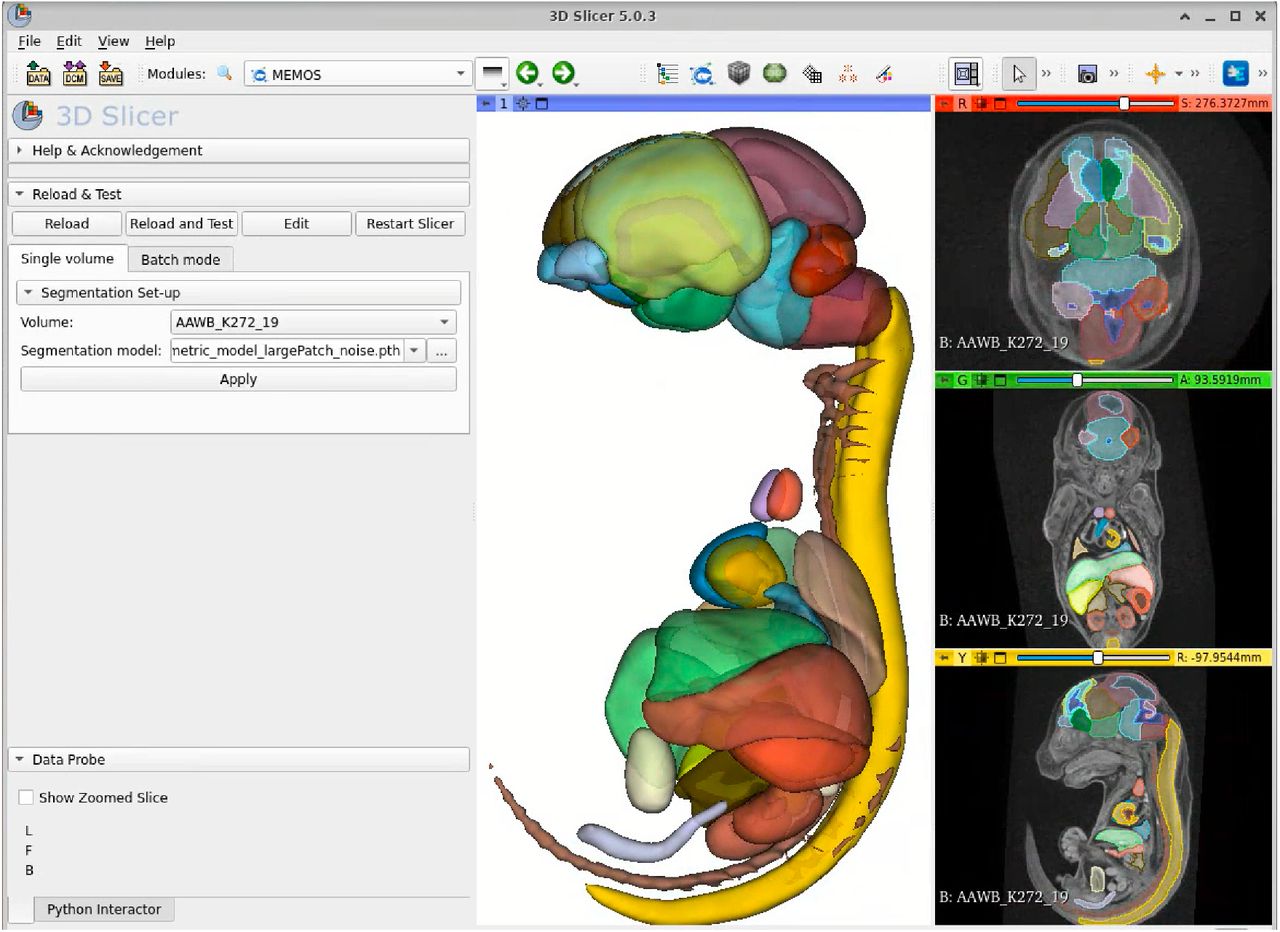 3D Slicer 5.0.3
File Edit View Help
DATA DCM SAVE Modules: MEMOS
3D Slicer
Help & Acknowledgement
Reload & Test
Reload Reload and Test Edit Restart Slicer
Single volume Batch mode
Segmentation Set-up
Volume: AAWB_K272_19
Segmentation model: metric_model_largePatch_noise.pth ...
Apply
Data Probe
Show Zoomed Slice
L
F
B
Python Interactor
1
R S: 276.3727mm
B: AAWB_K272_19
G A: 93.5919mm
B: AAWB_K272_19
Y R: -97.9544mm
B: AAWB_K272_19